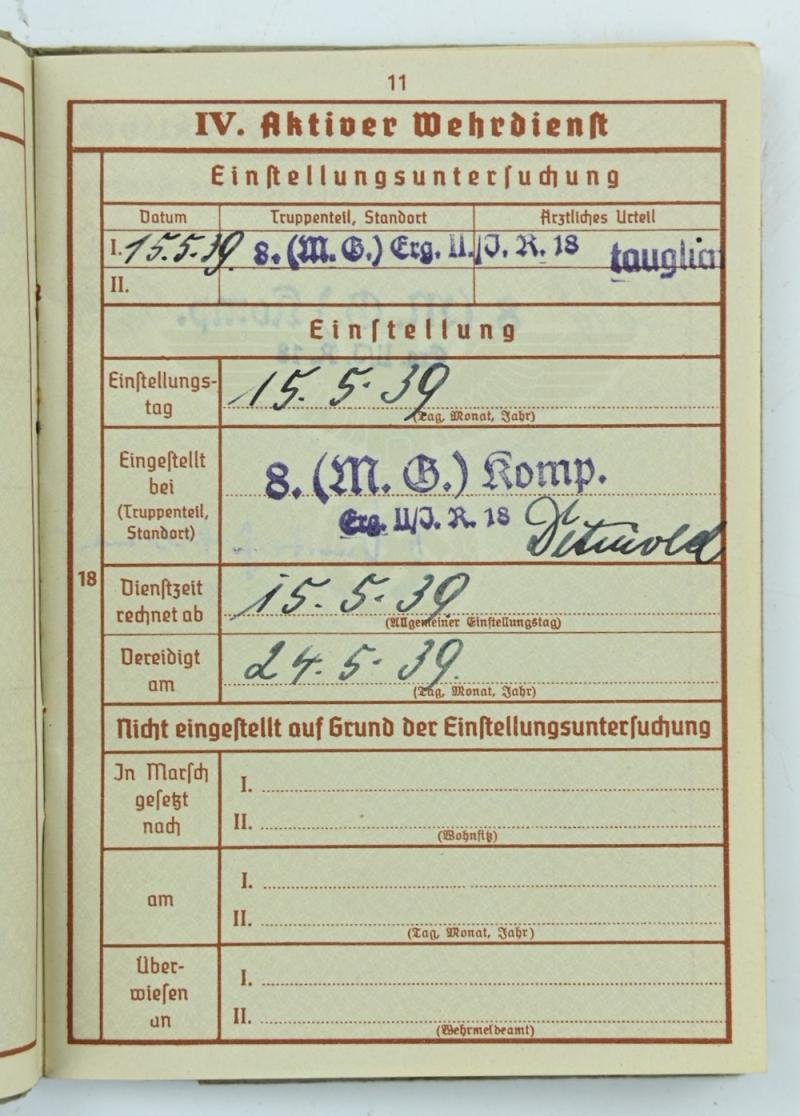 11
IV. Aktiver Wehrdienst
Einstellungsuntersuchung
Datum Truppenteil, Standort Ärztliches Urteil
I. 15.5.39. 8. (M. G.) Erg. II./J. R. 18 tauglich
II.
Einstellung
Einstellungs-
tag
15. 5. 39
(Tag, Monat, Jahr)
Eingestellt
bei
(Truppenteil,
Standort)
8. (M. G.) Komp.
Erg. II/J. R. 18 Detmold
18
Dienstzeit
rechnet ab
15. 5. 39
(Allgemeiner Einstellungstag)
Vereidigt
am
24. 5. 39.
(Tag, Monat, Jahr)
Nicht eingestellt auf Grund der Einstellungsuntersuchung
In Marsch
gesetzt
nach
I.
II.
(Wohnsitz)
am
I.
II.
(Tag, Monat, Jahr)
Über-
wiesen
an
I.
II.
(Wehrmeldeamt)